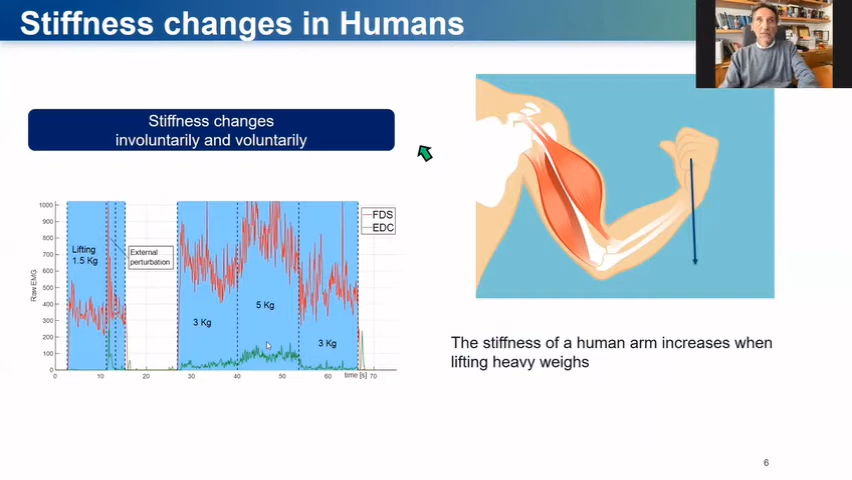 Stiffness changes in Humans
Stiffness changes
involuntarily and voluntarily
1000
900
800
700
600
500
400
300
200
100
0
Raw EMG
Lifting
1.5 Kg
External
perturbation
3 Kg
5 Kg
3 Kg
FDS
EDC
0
10
20
30
40
50
60
time [s]
70
The stiffness of a human arm increases when
lifting heavy weighs
6